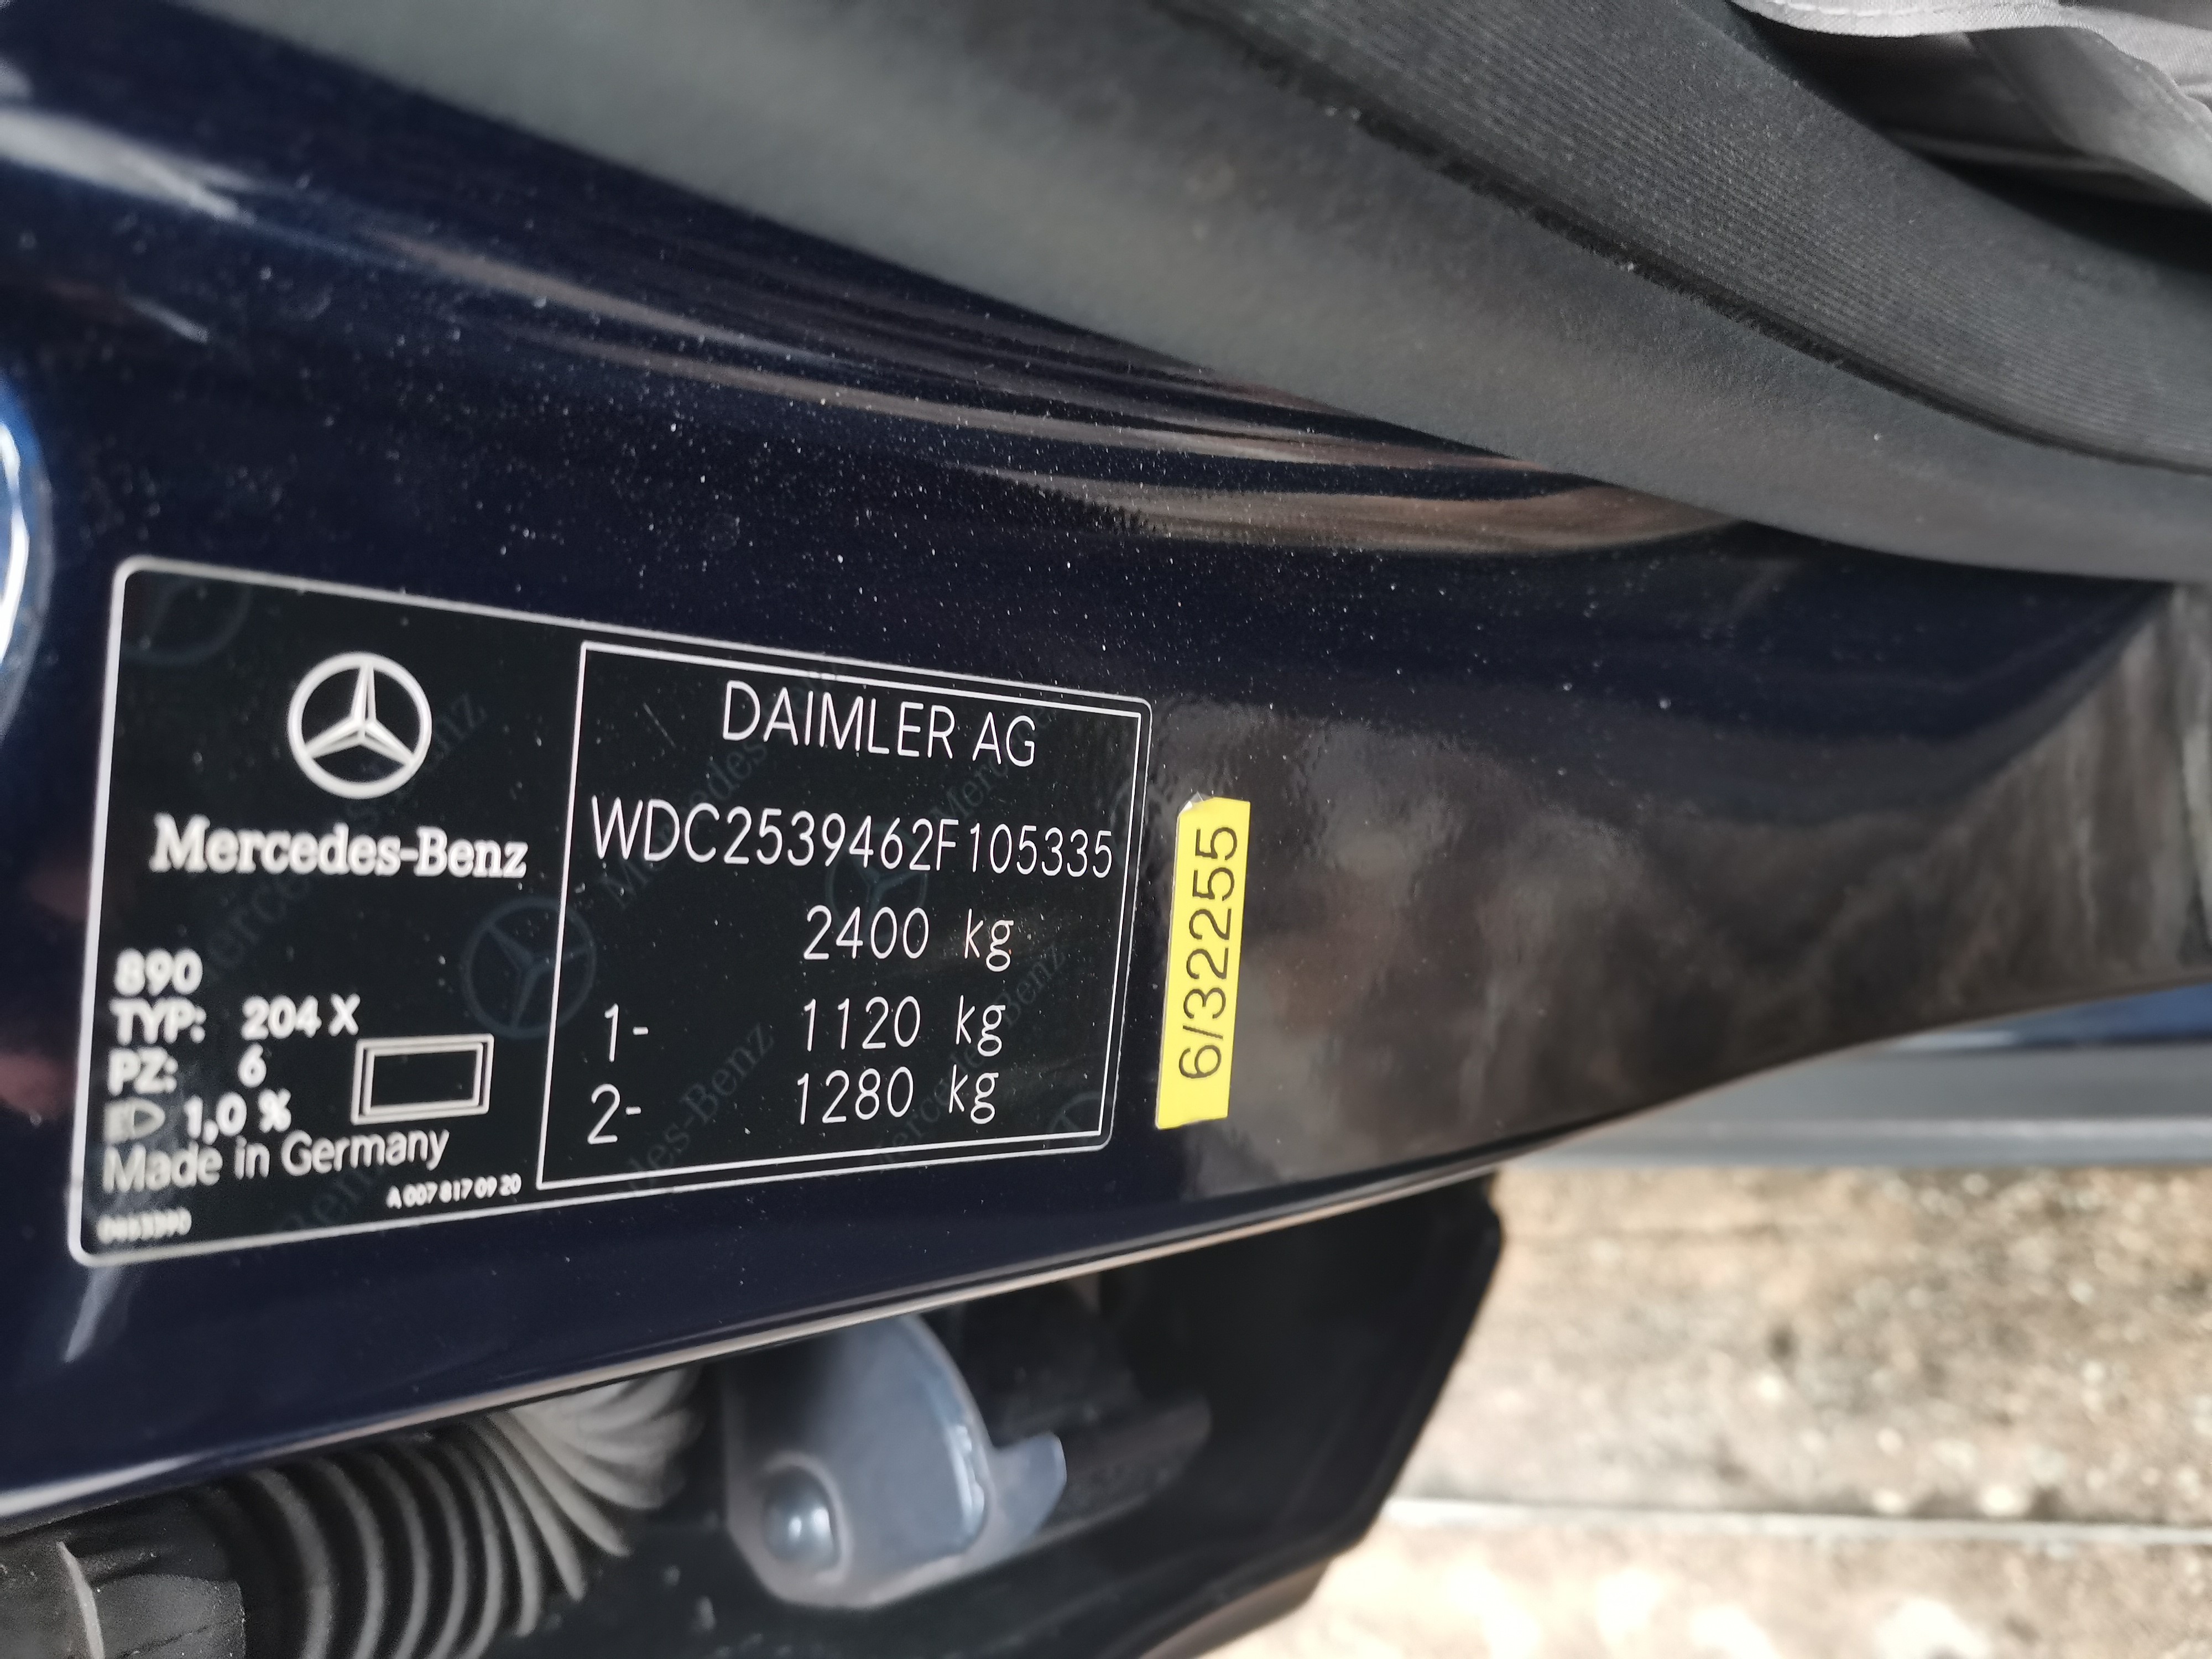 Mercedes-Benz
890
TYP: 204 X
PZ: 6
1,0 %
Made in Germany
A 007 817 09 20
DAIMLER AG
WDC2539462F105335
2400 kg
1- 1120 kg
2- 1280 kg
6/32255